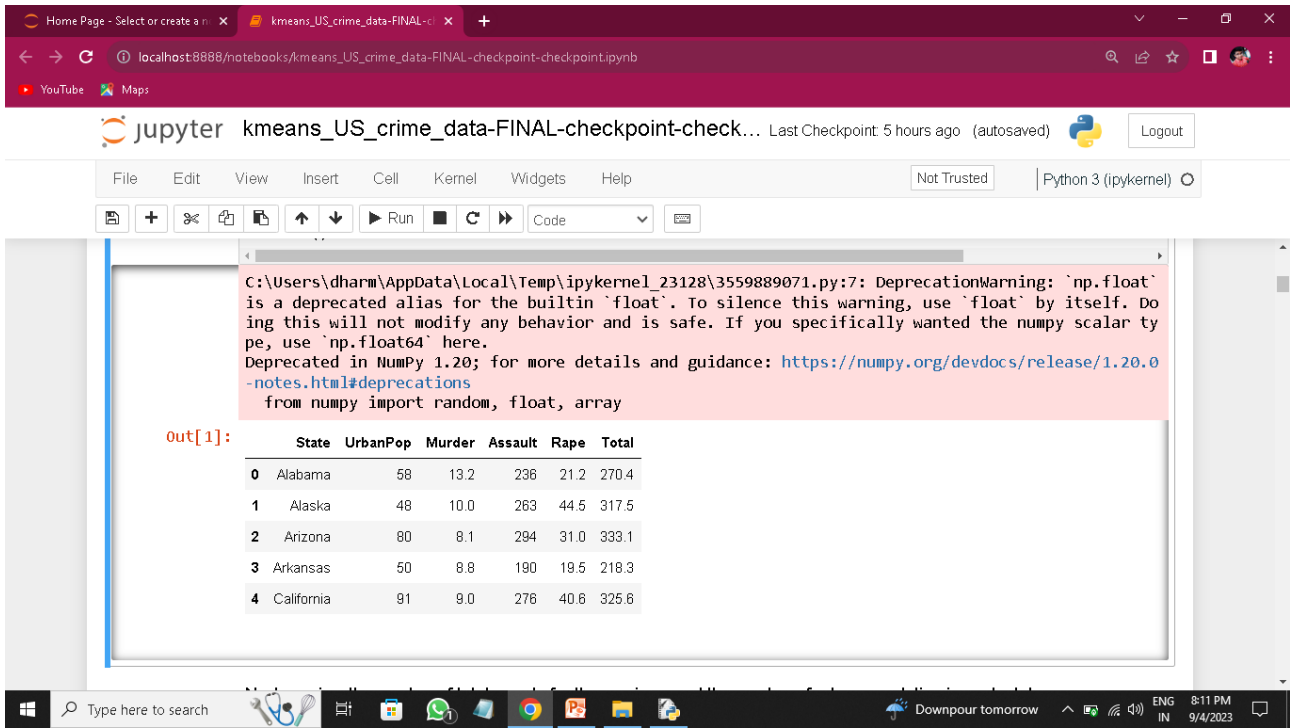 Home Page - Select or create a n
kmeans_US_crime_data-FINAL-cl
localhost:8888/notebooks/kmeans_US_crime_data-FINAL-checkpoint-checkpoint.ipynb
YouTube Maps
jupyter kmeans_US_crime_data-FINAL-checkpoint-check... Last Checkpoint: 5 hours ago (autosaved) Logout
File Edit View Insert Cell Kernel Widgets Help Not Trusted Python 3 (ipykernel)
Run Code
C:\Users\dharm\AppData\Local\Temp\ipykernel_23128\3559889071.py:7: DeprecationWarning: `np.float`
is a deprecated alias for the builtin `float`. To silence this warning, use `float` by itself. Do
ing this will not modify any behavior and is safe. If you specifically wanted the numpy scalar ty
pe, use `np.float64` here.
Deprecated in NumPy 1.20; for more details and guidance: https://numpy.org/devdocs/release/1.20.0
-notes.html#deprecations
from numpy import random, float, array
Out[1]:
State UrbanPop Murder Assault Rape Total
0 Alabama 58 13.2 236 21.2 270.4
1 Alaska 48 10.0 263 44.5 317.5
2 Arizona 80 8.1 294 31.0 333.1
3 Arkansas 50 8.8 190 19.5 218.3
4 California 91 9.0 276 40.6 325.6
Type here to search Downpour tomorrow ENG 8:11 PM
IN 9/4/2023